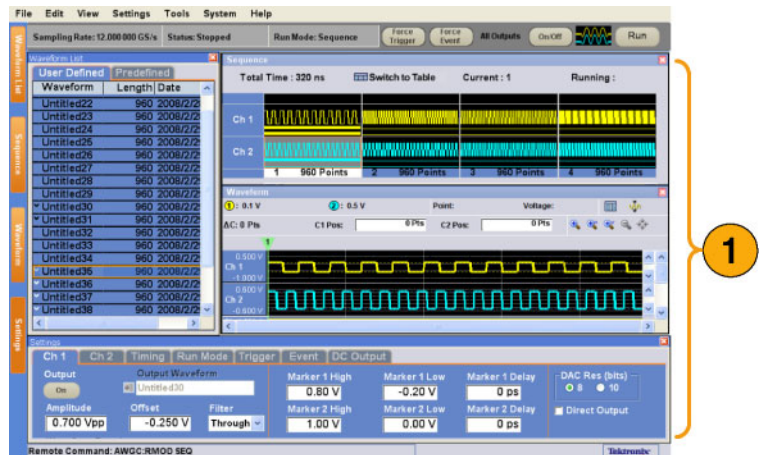 File Edit View Settings Tools System Help
Sampling Rate: 12.000 000 GS/s Status: Stopped Run Mode: Sequence Force Trigger Force Event All Outputs On/Off Run
Waveform List
User Defined Predefined
Waveform Length Date
Untitled22 960 2008/2/2
Untitled23 960 2008/2/2
Untitled24 960 2008/2/2
Untitled25 960 2008/2/2
Untitled26 960 2008/2/2
Untitled27 960 2008/2/2
Untitled28 960 2008/2/2
Untitled29 960 2008/2/2
Untitled30 960 2008/2/2
Untitled31 960 2008/2/2
Untitled32 960 2008/2/2
Untitled33 960 2008/2/2
Untitled34 960 2008/2/2
Untitled35 960 2008/2/2
Untitled36 960 2008/2/2
Untitled37 960 2008/2/2
Untitled38 960 2008/2/2
Waveform List
Sequence
Waveform
Settings
Sequence
Total Time : 320 ns Switch to Table Current : 1 Running :
Ch 1
Ch 2
1 960 Points 2 960 Points 3 960 Points 4 960 Points
Waveform
1 : 0.1 V 2 : 0.5 V Point: Voltage:
ΔC: 0 Pts C1 Pos: 0 Pts C2 Pos: 0 Pts
1
0.500 V
Ch 1
-1.000 V
0.600 V
Ch 2
-0.600 V
1
Settings
Ch 1 Ch 2 Timing Run Mode Trigger Event DC Output
Output Output Waveform Marker 1 High Marker 1 Low Marker 1 Delay DAC Res (bits)
On Untitled30 0.80 V -0.20 V 0 ps 8 10
Amplitude Offset Filter Marker 2 High Marker 2 Low Marker 2 Delay Direct Output
0.700 Vpp -0.250 V Through 1.00 V 0.00 V 0 ps
Remote Command: AWGC:RMOD SEQ Tektronix